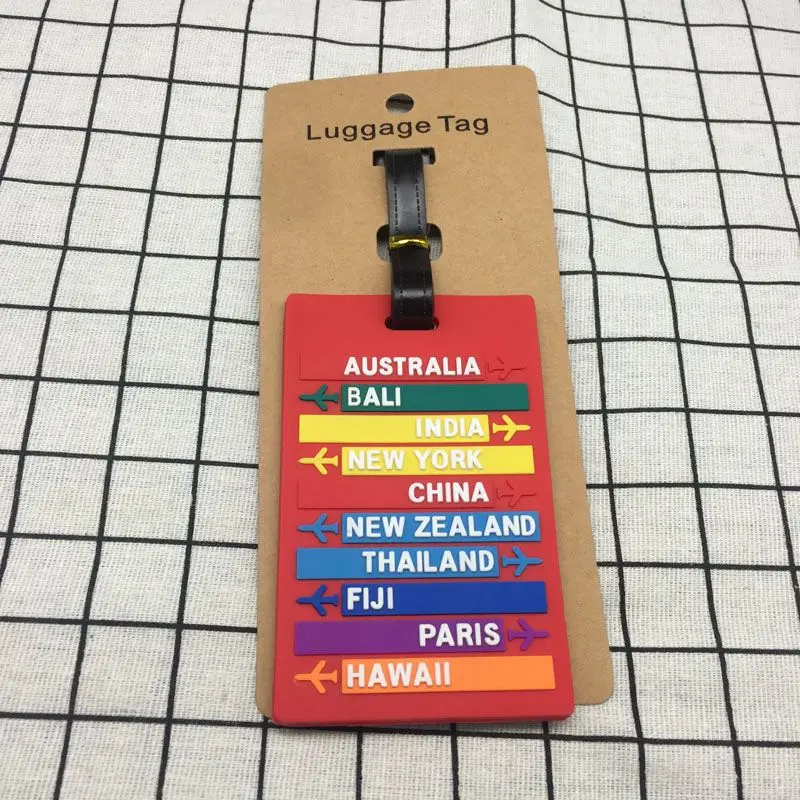 Luggage Tag
AUSTRALIA
BALI
INDIA
NEW YORK
CHINA
NEW ZEALAND
THAILAND
FIJI
PARIS
HAWAII